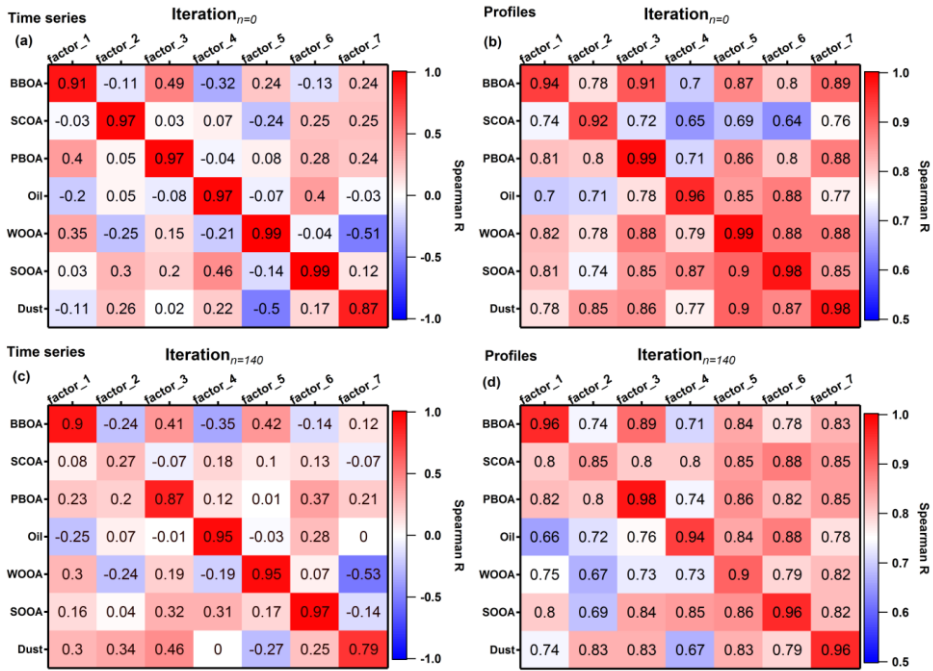 Time series Iteration n=0
(a) factor_1 factor_2 factor_3 factor_4 factor_5 factor_6 factor_7
BBOA 0.91 -0.11 0.49 -0.32 0.24 -0.13 0.24
SCOA -0.03 0.97 0.03 0.07 -0.24 0.25 0.25
PBOA 0.4 0.05 0.97 -0.04 0.08 0.28 0.24
Oil -0.2 0.05 -0.08 0.97 -0.07 0.4 -0.03
WOOA 0.35 -0.25 0.15 -0.21 0.99 -0.04 -0.51
SOOA 0.03 0.3 0.2 0.46 -0.14 0.99 0.12
Dust -0.11 0.26 0.02 0.22 -0.5 0.17 0.87
1.0
0.5
0.0
-0.5
-1.0
Spearman R
Profiles Iteration n=0
(b) factor_1 factor_2 factor_3 factor_4 factor_5 factor_6 factor_7
BBOA 0.94 0.78 0.91 0.7 0.87 0.8 0.89
SCOA 0.74 0.92 0.72 0.65 0.69 0.64 0.76
PBOA 0.81 0.8 0.99 0.71 0.86 0.8 0.88
Oil 0.7 0.71 0.78 0.96 0.85 0.88 0.77
WOOA 0.82 0.78 0.88 0.79 0.99 0.88 0.88
SOOA 0.81 0.74 0.85 0.87 0.9 0.98 0.85
Dust 0.78 0.85 0.86 0.77 0.9 0.87 0.98
1.0
0.9
0.8
0.7
0.6
0.5
Spearman R
Time series Iteration n=140
(c) factor_1 factor_2 factor_3 factor_4 factor_5 factor_6 factor_7
BBOA 0.9 -0.24 0.41 -0.35 0.42 -0.14 0.12
SCOA 0.08 0.27 -0.07 0.18 0.1 0.13 -0.07
PBOA 0.23 0.2 0.87 0.12 0.01 0.37 0.21
Oil -0.25 0.07 -0.01 0.95 -0.03 0.28 0
WOOA 0.3 -0.24 0.19 -0.19 0.95 0.07 -0.53
SOOA 0.16 0.04 0.32 0.31 0.17 0.97 -0.14
Dust 0.3 0.34 0.46 0 -0.27 0.25 0.79
1.0
0.5
0.0
-0.5
-1.0
Spearman R
Profiles Iteration n=140
(d) factor_1 factor_2 factor_3 factor_4 factor_5 factor_6 factor_7
BBOA 0.96 0.74 0.89 0.71 0.84 0.78 0.83
SCOA 0.8 0.85 0.8 0.8 0.85 0.88 0.85
PBOA 0.82 0.8 0.98 0.74 0.86 0.82 0.85
Oil 0.66 0.72 0.76 0.94 0.84 0.88 0.78
WOOA 0.75 0.67 0.73 0.73 0.9 0.79 0.82
SOOA 0.8 0.69 0.84 0.85 0.86 0.96 0.82
Dust 0.74 0.83 0.83 0.67 0.83 0.79 0.96
1.0
0.9
0.8
0.7
0.6
0.5
Spearman R